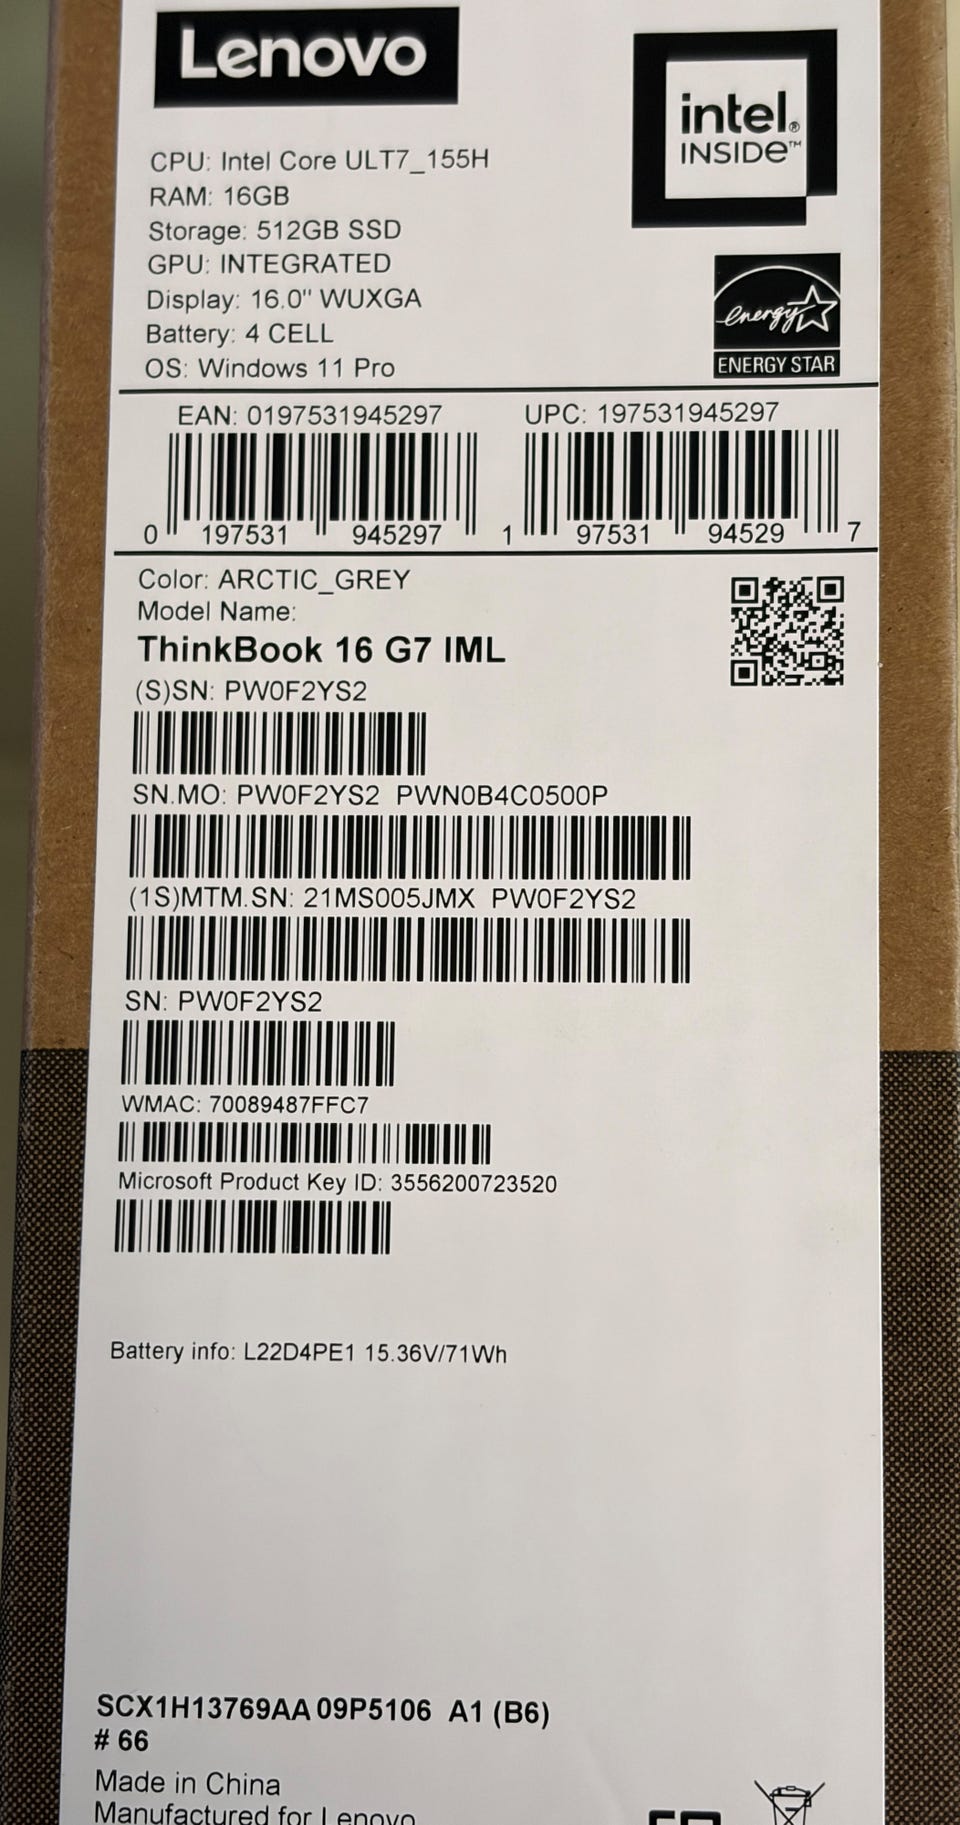 Lenovo
intel®
INSIDe™
CPU: Intel Core ULT7_155H
RAM: 16GB
Storage: 512GB SSD
GPU: INTEGRATED
Display: 16.0" WUXGA
Battery: 4 CELL
OS: Windows 11 Pro
energy
ENERGY STAR
EAN: 0197531945297 UPC: 197531945297
0 197531 945297 1 97531 94529 7
Color: ARCTIC_GREY
Model Name:
ThinkBook 16 G7 IML
(S)SN: PW0F2YS2
SN.MO: PW0F2YS2 PWN0B4C0500P
(1S)MTM.SN: 21MS005JMX PW0F2YS2
SN: PW0F2YS2
WMAC: 70089487FFC7
Microsoft Product Key ID: 3556200723520
Battery info: L22D4PE1 15.36V/71Wh
SCX1H13769AA 09P5106 A1 (B6)
# 66
Made in China
Manufactured for Lenovo